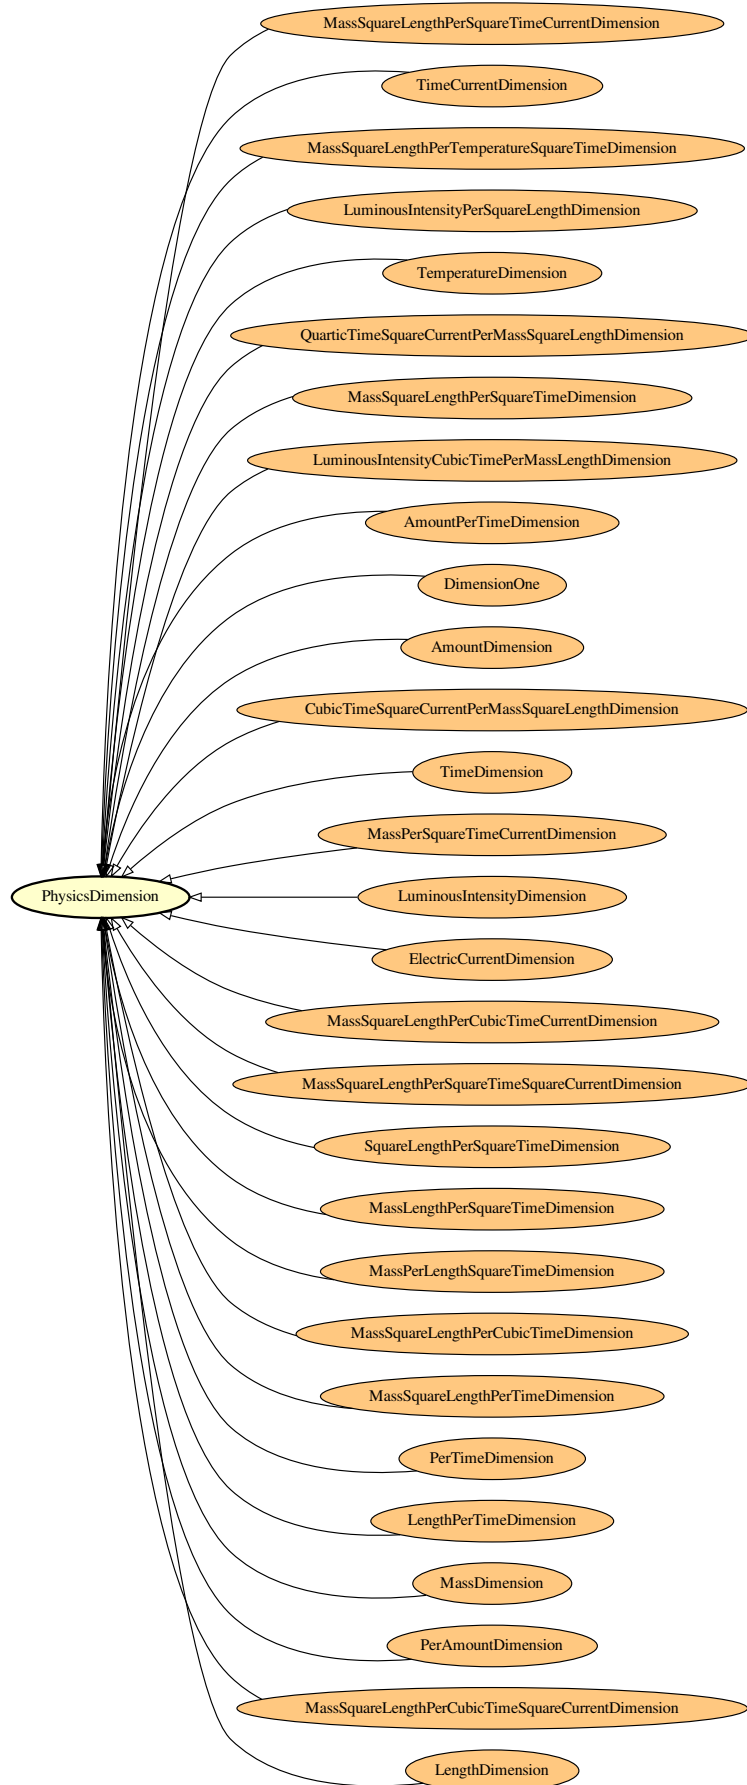 MassSquareLengthPerSquareTimeCurrentDimension
TimeCurrentDimension
MassSquareLengthPerTemperatureSquareTimeDimension
LuminousIntensityPerSquareLengthDimension
TemperatureDimension
QuarticTimeSquareCurrentPerMassSquareLengthDimension
MassSquareLengthPerSquareTimeDimension
LuminousIntensityCubicTimePerMassLengthDimension
AmountPerTimeDimension
DimensionOne
AmountDimension
CubicTimeSquareCurrentPerMassSquareLengthDimension
TimeDimension
MassPerSquareTimeCurrentDimension
PhysicsDimension
LuminousIntensityDimension
ElectricCurrentDimension
MassSquareLengthPerCubicTimeCurrentDimension
MassSquareLengthPerSquareTimeSquareCurrentDimension
SquareLengthPerSquareTimeDimension
MassLengthPerSquareTimeDimension
MassPerLengthSquareTimeDimension
MassSquareLengthPerCubicTimeDimension
MassSquareLengthPerTimeDimension
PerTimeDimension
LengthPerTimeDimension
MassDimension
PerAmountDimension
MassSquareLengthPerCubicTimeSquareCurrentDimension
LengthDimension